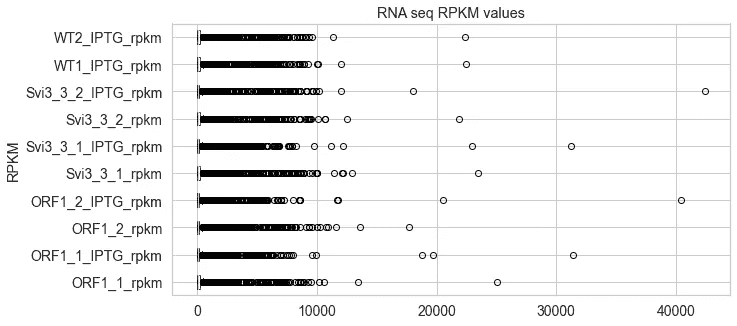 RNA seq RPKM values
RPKM
WT2_IPTG_rpkm
WT1_IPTG_rpkm
Svi3_3_2_IPTG_rpkm
Svi3_3_2_rpkm
Svi3_3_1_IPTG_rpkm
Svi3_3_1_rpkm
ORF1_2_IPTG_rpkm
ORF1_2_rpkm
ORF1_1_IPTG_rpkm
ORF1_1_rpkm
0 10000 20000 30000 40000